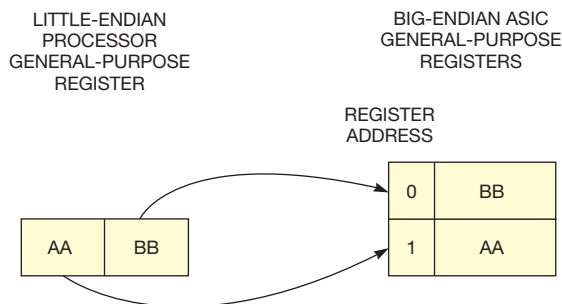 LITTLE-ENDIAN
PROCESSOR
GENERAL-PURPOSE
REGISTER
BIG-ENDIAN ASIC
GENERAL-PURPOSE
REGISTERS
REGISTER
ADDRESS
AA BB
0 BB
1 AA